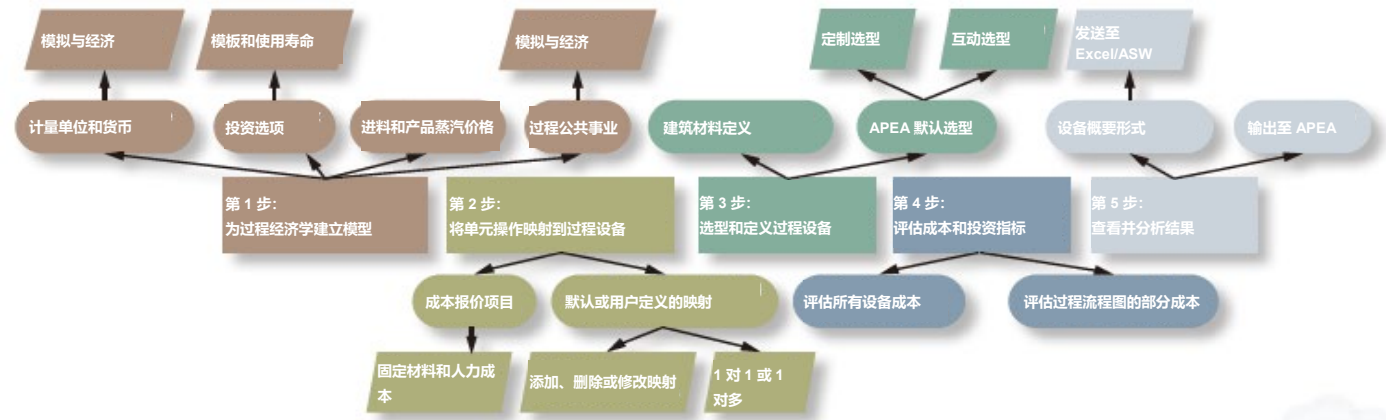 模拟与经济
模板和使用寿命
模拟与经济
定制选型
互动选型
发送至
Excel/ASW
计量单位和货币
投资选项
进料和产品蒸汽价格
过程公共事业
建筑材料定义
APEA 默认选型
设备概要形式
输出至 APEA
第 1 步:
为过程经济学建立模型
第 2 步:
将单元操作映射到过程设备
第 3 步:
选型和定义过程设备
第 4 步:
评估成本和投资指标
第 5 步:
查看并分析结果
成本报价项目
默认或用户定义的映射
评估所有设备成本
评估过程流程图的部分成本
固定材料和人力成
本
添加、删除或修改映射
1 对 1 或 1
对多